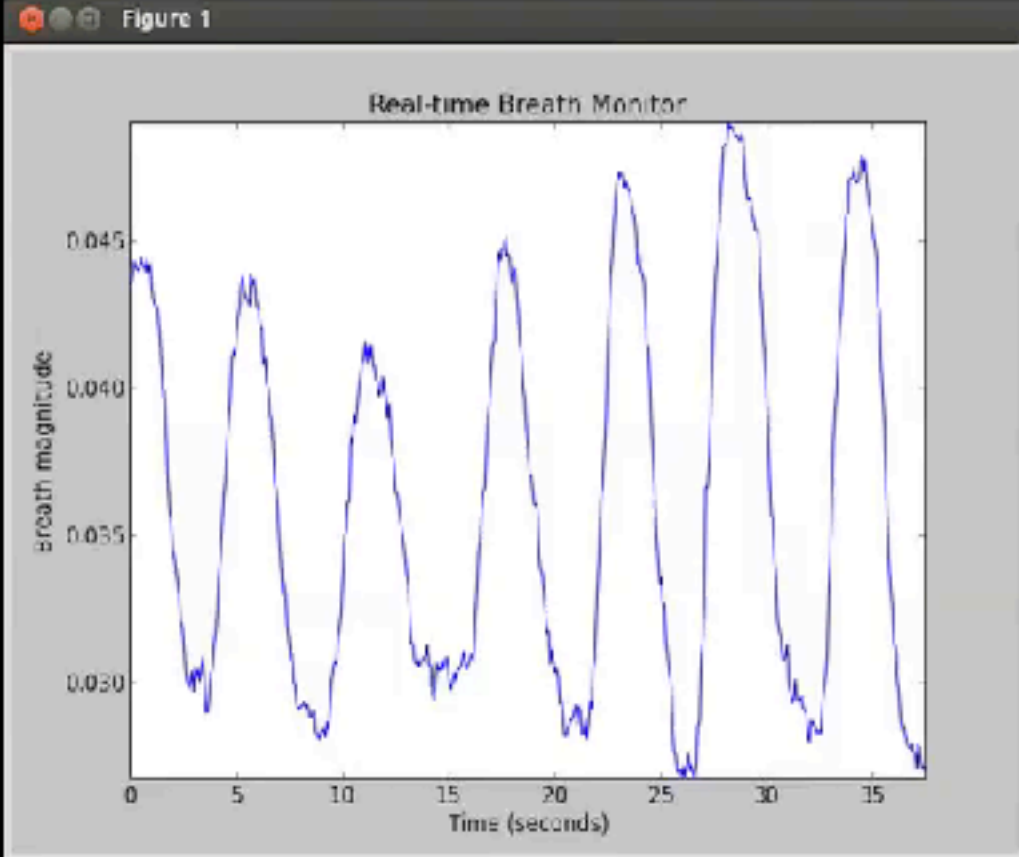 Figure 1
Real-time Breath Monitor
0.045
0.040
0.035
0.030
Breath magnitude
0 5 10 15 20 25 30 35
Time (seconds)